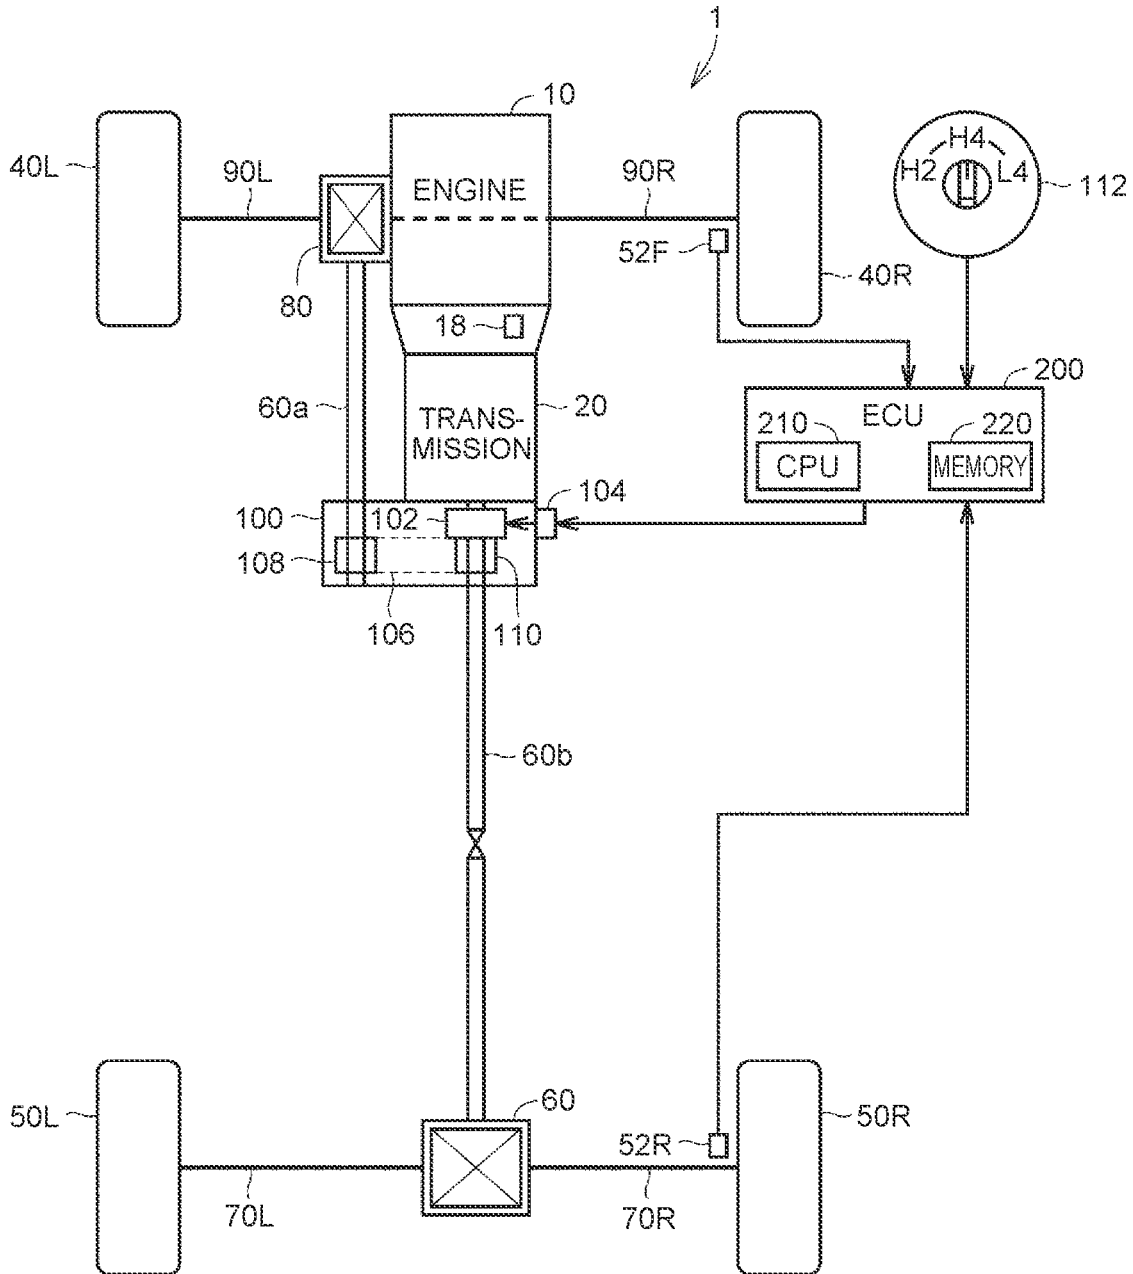 1
10
40L
90L
ENGINE
90R
H4
H2
L4
112
52F
40R
80
18
200
60a
20
TRANS-
MISSION
ECU
210
220
CPU
MEMORY
104
100
102
108
106
110
60b
60
50L
50R
52R
70L
70R